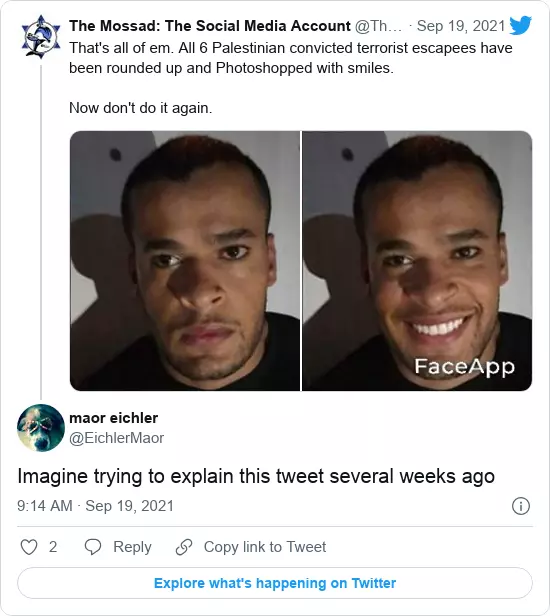 The Mossad: The Social Media Account @Th… · Sep 19, 2021
That's all of em. All 6 Palestinian convicted terrorist escapees have
been rounded up and Photoshopped with smiles.
Now don't do it again.
FaceApp
maor eichler
@EichlerMaor
Imagine trying to explain this tweet several weeks ago
9:14 AM · Sep 19, 2021
2 Reply Copy link to Tweet
Explore what's happening on Twitter